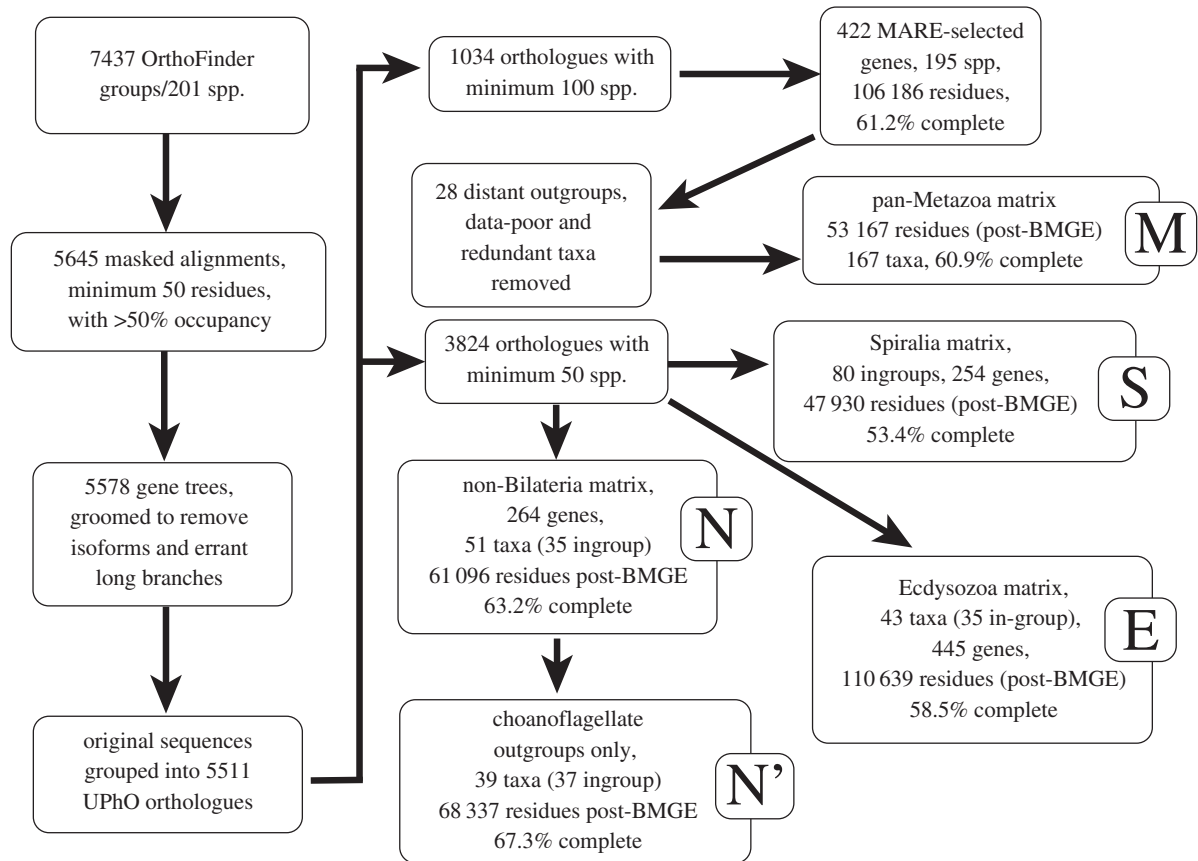 7437 OrthoFinder
groups/201 spp.
5645 masked alignments,
minimum 50 residues,
with >50% occupancy
5578 gene trees,
groomed to remove
isoforms and errant
long branches
original sequences
grouped into 5511
UPhO orthologues
1034 orthologues with
minimum 100 spp.
422 MARE-selected
genes, 195 spp,
106 186 residues,
61.2% complete
28 distant outgroups,
data-poor and
redundant taxa
removed
pan-Metazoa matrix
53 167 residues (post-BMGE)
167 taxa, 60.9% complete
M
3824 orthologues with
minimum 50 spp.
Spiralia matrix,
80 ingroups, 254 genes,
47 930 residues (post-BMGE)
53.4% complete
S
non-Bilateria matrix,
264 genes,
51 taxa (35 ingroup)
61 096 residues post-BMGE
63.2% complete
N
Ecdysozoa matrix,
43 taxa (35 in-group),
445 genes,
110 639 residues (post-BMGE)
58.5% complete
E
choanoflagellate
outgroups only,
39 taxa (37 ingroup)
68 337 residues post-BMGE
67.3% complete
N’